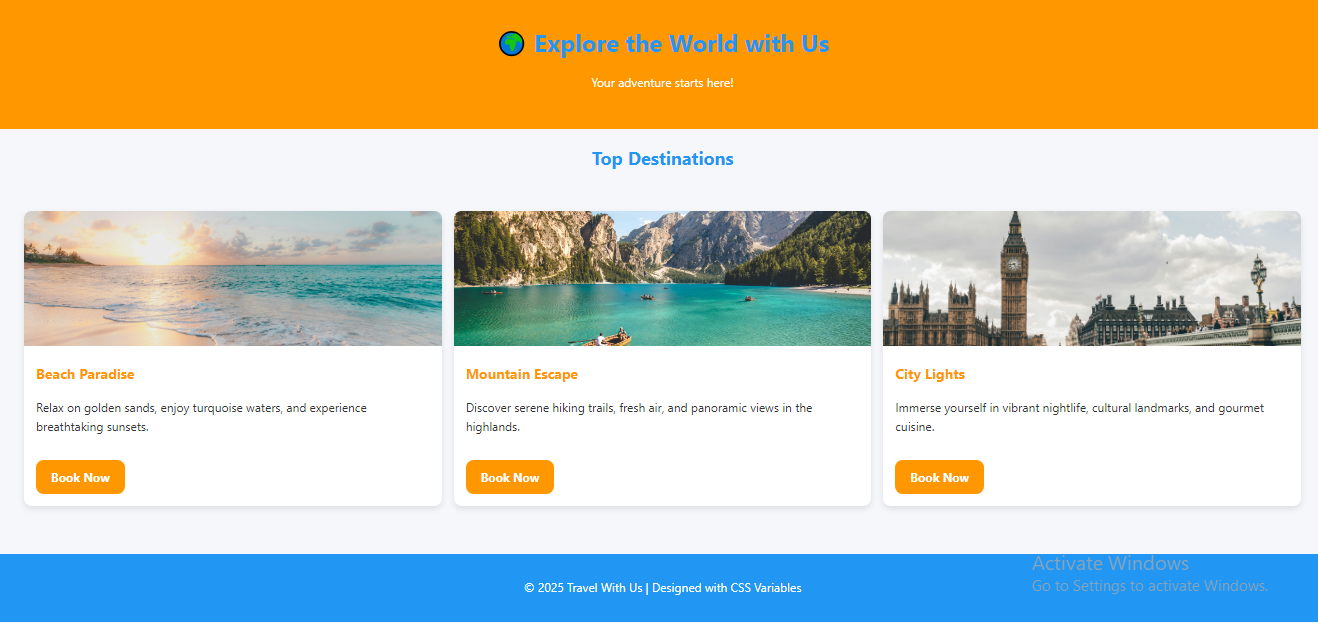 🌍 Explore the World with Us
Your adventure starts here!
Top Destinations
Beach Paradise
Relax on golden sands, enjoy turquoise waters, and experience
breathtaking sunsets.
Book Now
Mountain Escape
Discover serene hiking trails, fresh air, and panoramic views in the
highlands.
Book Now
City Lights
Immerse yourself in vibrant nightlife, cultural landmarks, and gourmet
cuisine.
Book Now
© 2025 Travel With Us | Designed with CSS Variables
Activate Windows
Go to Settings to activate Windows.